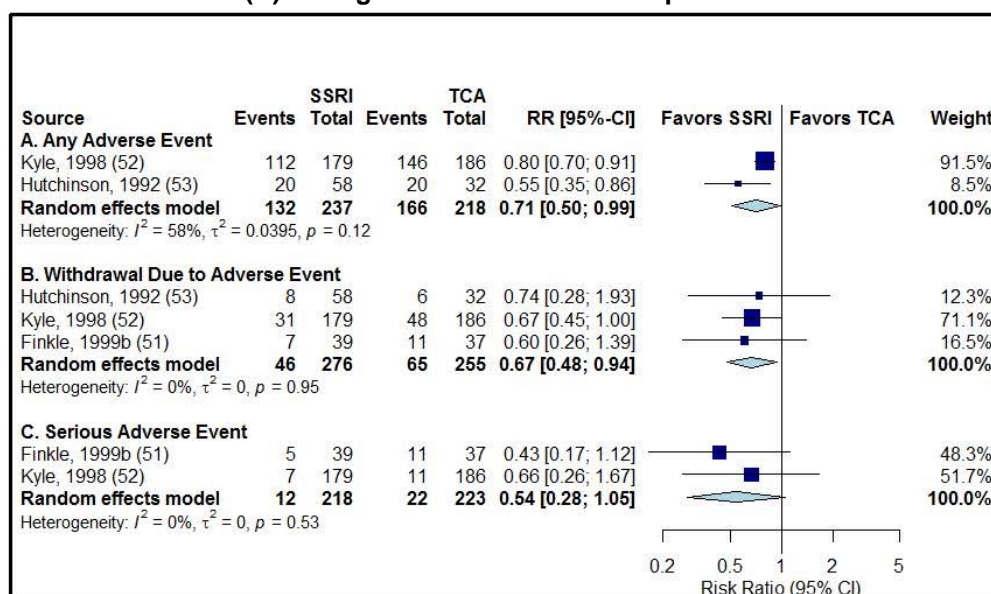 SSRI TCA
Source Events Total Events Total RR [95%-CI] Favors SSRI Favors TCA Weight
A. Any Adverse Event
Kyle, 1998 (52) 112 179 146 186 0.80 [0.70; 0.91] 91.5%
Hutchinson, 1992 (53) 20 58 20 32 0.55 [0.35; 0.86] 8.5%
Random effects model 132 237 166 218 0.71 [0.50; 0.99] 100.0%
Heterogeneity: I² = 58%, τ² = 0.0395, p = 0.12
B. Withdrawal Due to Adverse Event
Hutchinson, 1992 (53) 8 58 6 32 0.74 [0.28; 1.93] 12.3%
Kyle, 1998 (52) 31 179 48 186 0.67 [0.45; 1.00] 71.1%
Finkle, 1999b (51) 7 39 11 37 0.60 [0.26; 1.39] 16.5%
Random effects model 46 276 65 255 0.67 [0.48; 0.94] 100.0%
Heterogeneity: I² = 0%, τ² = 0, p = 0.95
C. Serious Adverse Event
Finkle, 1999b (51) 5 39 11 37 0.43 [0.17; 1.12] 48.3%
Kyle, 1998 (52) 7 179 11 186 0.66 [0.26; 1.67] 51.7%
Random effects model 12 218 22 223 0.54 [0.28; 1.05] 100.0%
Heterogeneity: I² = 0%, τ² = 0, p = 0.53
0.2 0.5 1 2 5
Risk Ratio (95% CI)